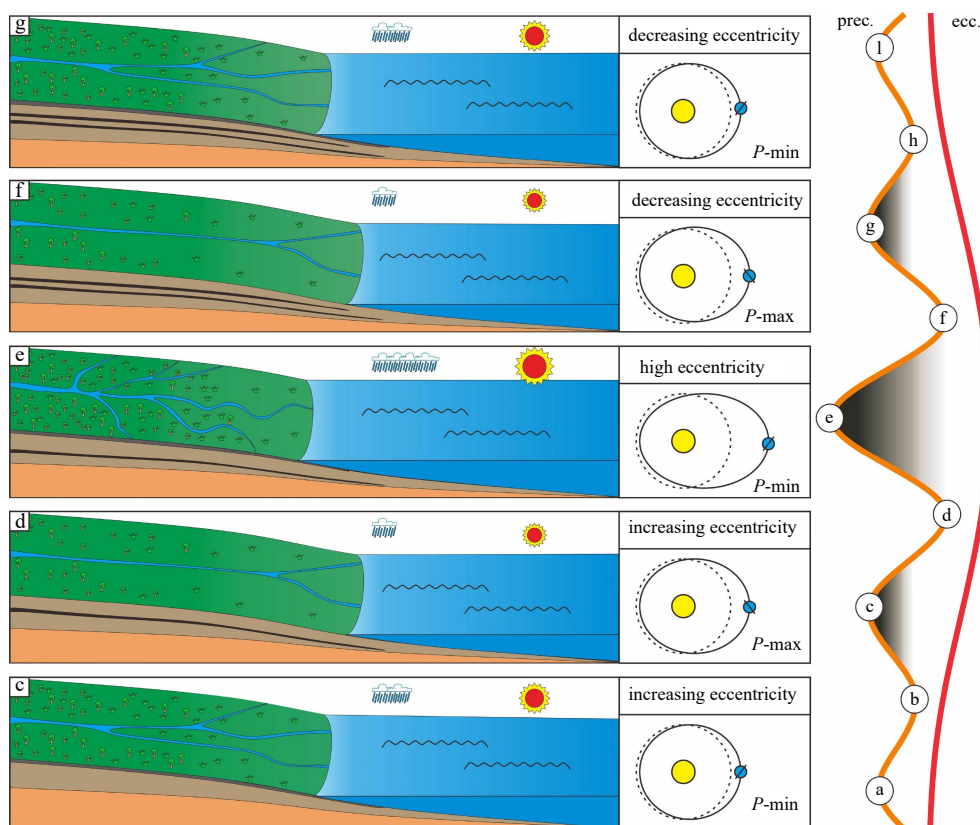 g
decreasing eccentricity
P-min
f
decreasing eccentricity
P-max
e
high eccentricity
P-min
d
increasing eccentricity
P-max
c
increasing eccentricity
P-min
prec. ecc.
l
h
g
f
e
d
c
b
a